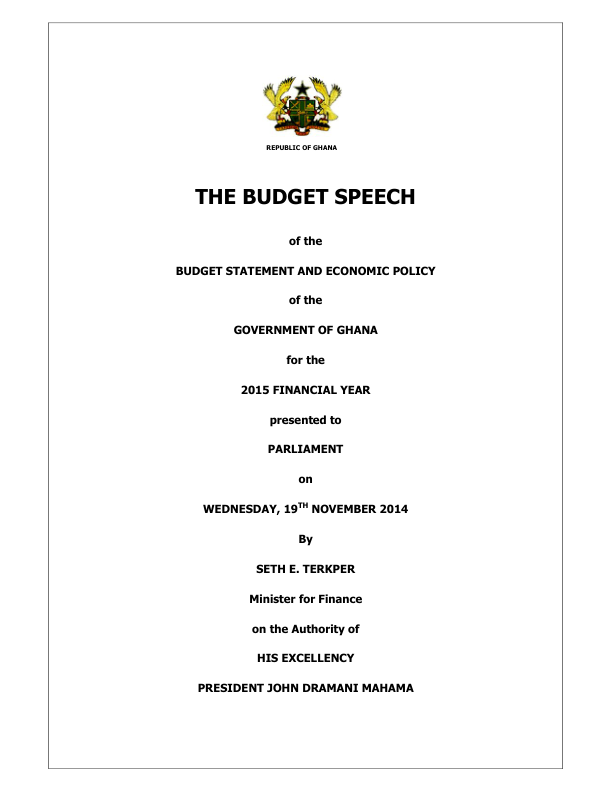 REPUBLIC OF GHANA
THE BUDGET SPEECH
of the
BUDGET STATEMENT AND ECONOMIC POLICY
of the
GOVERNMENT OF GHANA
for the
2015 FINANCIAL YEAR
presented to
PARLIAMENT
on
WEDNESDAY, 19TH NOVEMBER 2014
By
SETH E. TERKPER
Minister for Finance
on the Authority of
HIS EXCELLENCY
PRESIDENT JOHN DRAMANI MAHAMA